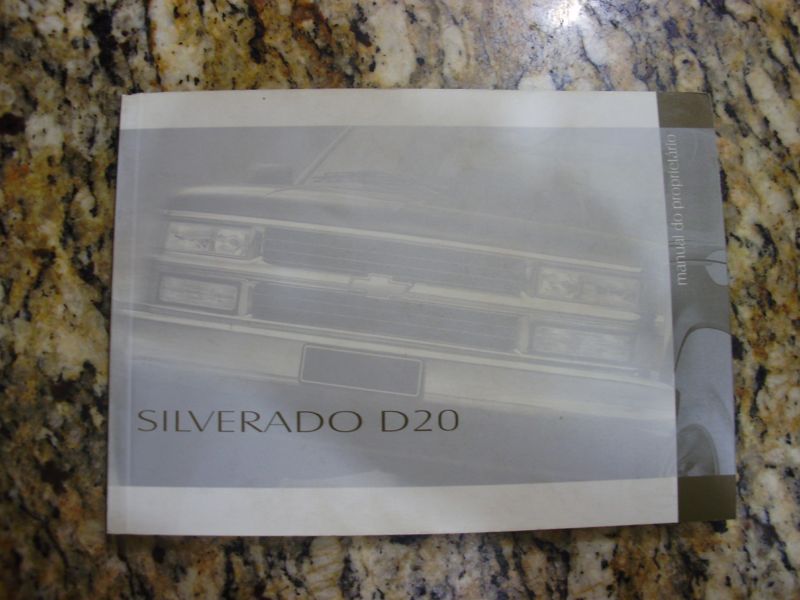 SILVERADO D20
manual do proprietário